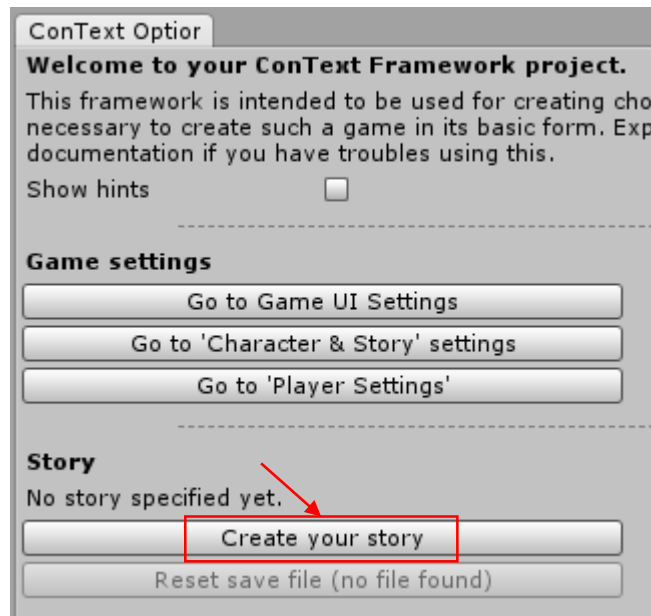 ConText Optior
Welcome to your ConText Framework project.
This framework is intended to be used for creating cho
necessary to create such a game in its basic form. Exp
documentation if you have troubles using this.
Show hints
Game settings
Go to Game UI Settings
Go to 'Character & Story' settings
Go to 'Player Settings'
Story
No story specified yet.
Create your story
Reset save file (no file found)